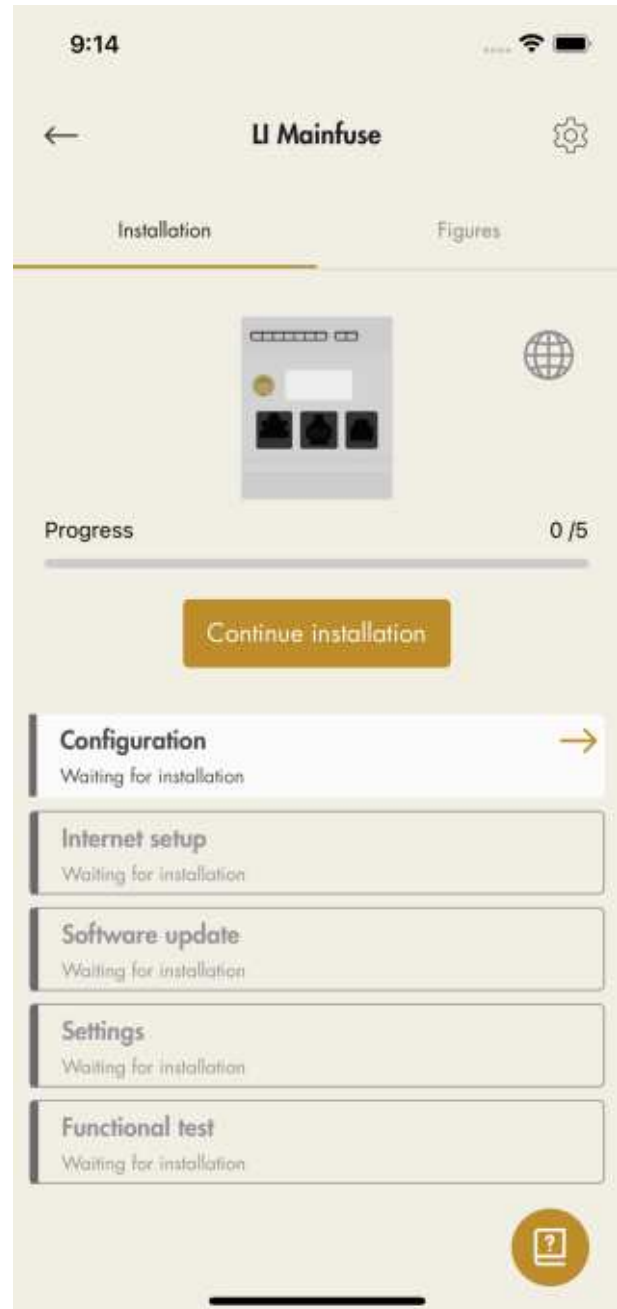 9:14
LI Mainfuse
Installation
Figures
Progress
0 /5
Continue installation
Configuration
Waiting for installation
Internet setup
Waiting for installation
Software update
Waiting for installation
Settings
Waiting for installation
Functional test
Waiting for installation
?